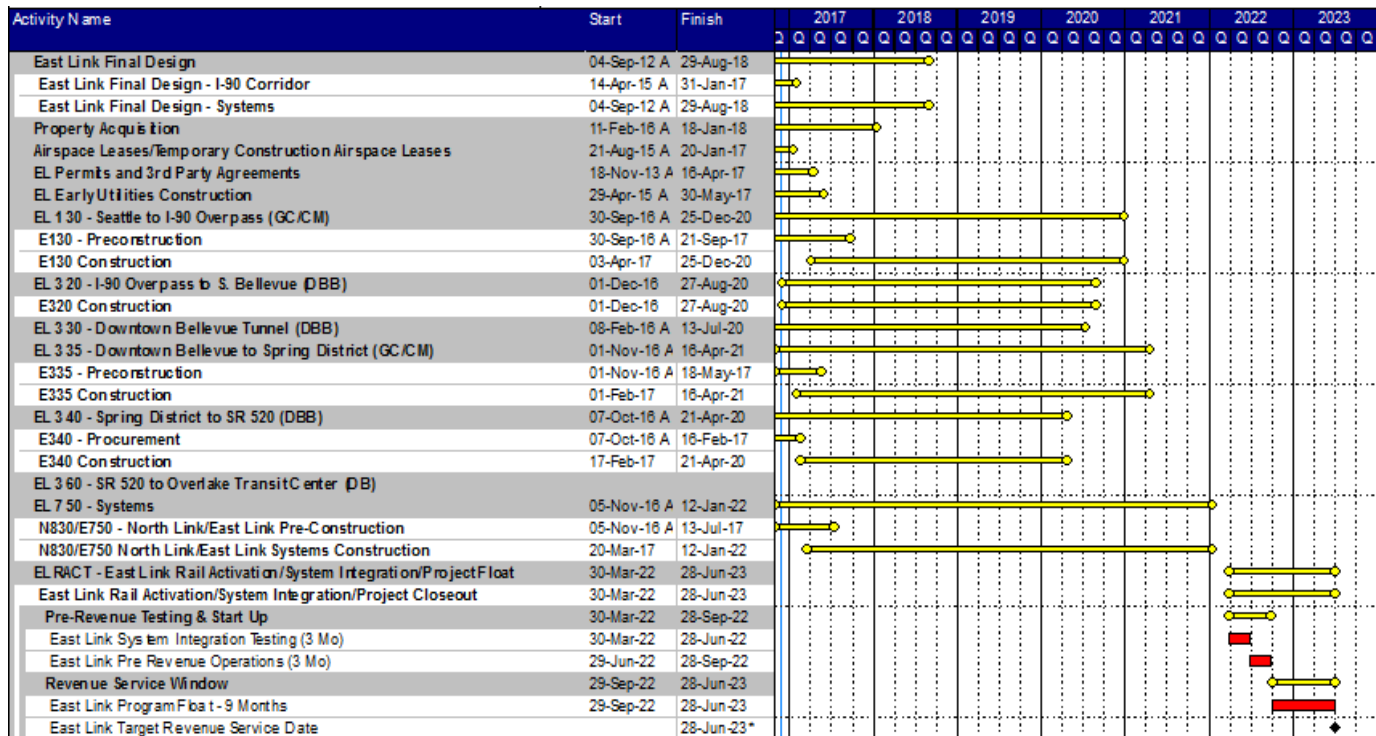 Activity Name Start Finish 2017 2018 2019 2020 2021 2022 2023
Q Q Q Q Q Q Q Q Q Q Q Q Q Q Q Q Q Q Q Q Q Q Q Q Q Q Q Q Q
East Link Final Design 04-Sep-12 A 29-Aug-18
East Link Final Design - I-90 Corridor 14-Apr-15 A 31-Jan-17
East Link Final Design - Systems 04-Sep-12 A 29-Aug-18
Property Acquisition 11-Feb-16 A 18-Jan-18
Airspace Leases/Temporary Construction Airspace Leases 21-Aug-15 A 20-Jan-17
EL Permits and 3rd Party Agreements 18-Nov-13 A 16-Apr-17
EL Early Utilities Construction 29-Apr-15 A 30-May-17
EL 130 - Seattle to I-90 Overpass (GC/CM) 30-Sep-16 A 25-Dec-20
E130 - Preconstruction 30-Sep-16 A 21-Sep-17
E130 Construction 03-Apr-17 25-Dec-20
EL 320 - I-90 Overpass to S. Bellevue (DBB) 01-Dec-16 27-Aug-20
E320 Construction 01-Dec-16 27-Aug-20
EL 330 - Downtown Bellevue Tunnel (DBB) 08-Feb-16 A 13-Jul-20
EL 335 - Downtown Bellevue to Spring District (GC/CM) 01-Nov-16 A 16-Apr-21
E335 - Preconstruction 01-Nov-16 A 18-May-17
E335 Construction 01-Feb-17 16-Apr-21
EL 340 - Spring District to SR 520 (DBB) 07-Oct-16 A 21-Apr-20
E340 - Procurement 07-Oct-16 A 16-Feb-17
E340 Construction 17-Feb-17 21-Apr-20
EL 360 - SR 520 to Overlake Transit Center (DB)
EL 750 - Systems 05-Nov-16 A 12-Jan-22
N830/E750 - North Link/East Link Pre-Construction 05-Nov-16 A 13-Jul-17
N830/E750 North Link/East Link Systems Construction 20-Mar-17 12-Jan-22
EL RACT - East Link Rail Activation/System Integration/Project Float 30-Mar-22 28-Jun-23
East Link Rail Activation/System Integration/Project Closeout 30-Mar-22 28-Jun-23
Pre-Revenue Testing & Start Up 30-Mar-22 28-Sep-22
East Link System Integration Testing (3 Mo) 30-Mar-22 28-Jun-22
East Link Pre Revenue Operations (3 Mo) 29-Jun-22 28-Sep-22
Revenue Service Window 29-Sep-22 28-Jun-23
East Link Program Float - 9 Months 29-Sep-22 28-Jun-23
East Link Target Revenue Service Date 28-Jun-23*